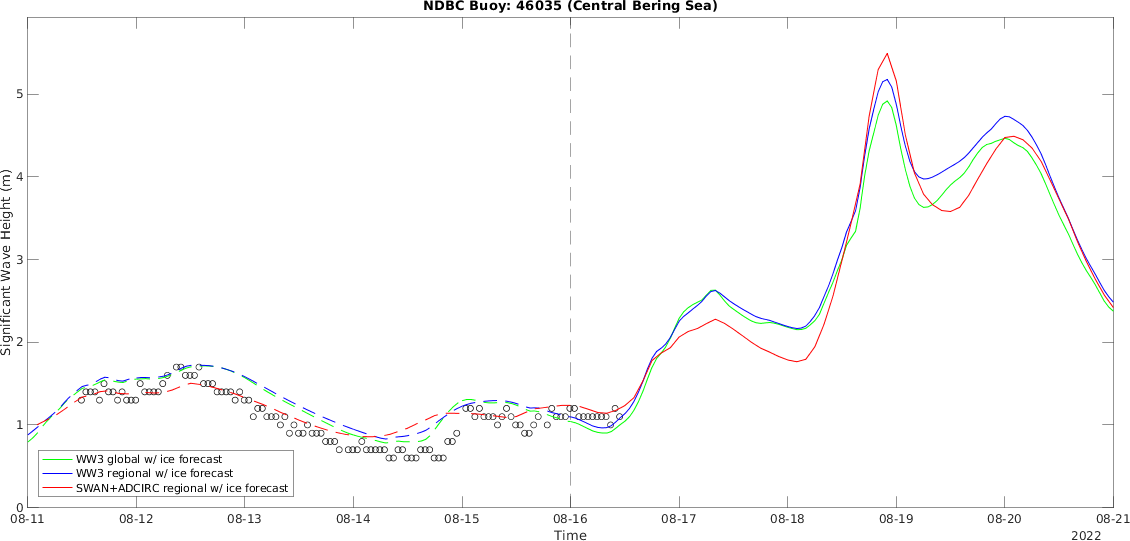 NDBC Buoy: 46035 (Central Bering Sea)
Significant Wave Height (m)
5
4
3
2
1
0
WW3 global w/ ice forecast
WW3 regional w/ ice forecast
SWAN+ADCIRC regional w/ ice forecast
08-11 08-12 08-13 08-14 08-15 08-16 08-17 08-18 08-19 08-20 08-21
Time
2022